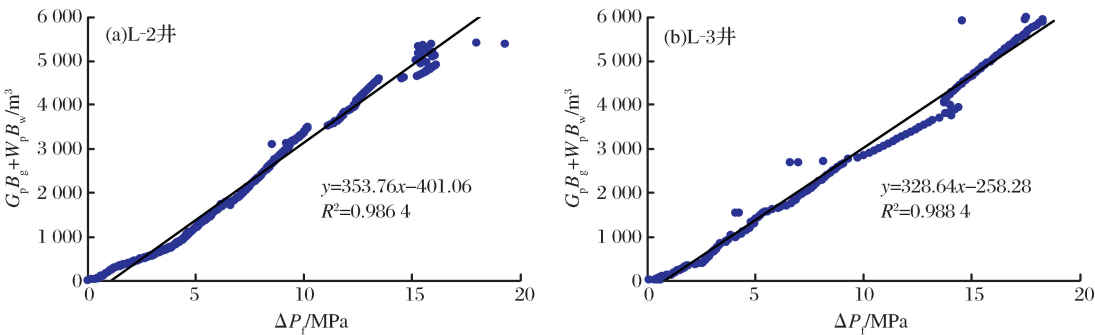 (a)L-2井
6 000
5 000
4 000
3 000
2 000
1 000
0
GpBg+WpBw/m³
y=353.76x−401.06
R²=0.986 4
0 5 10 15 20
ΔPf/MPa
(b)L-3井
6 000
5 000
4 000
3 000
2 000
1 000
0
GpBg+WpBw/m³
y=328.64x−258.28
R²=0.988 4
0 5 10 15 20
ΔPf/MPa